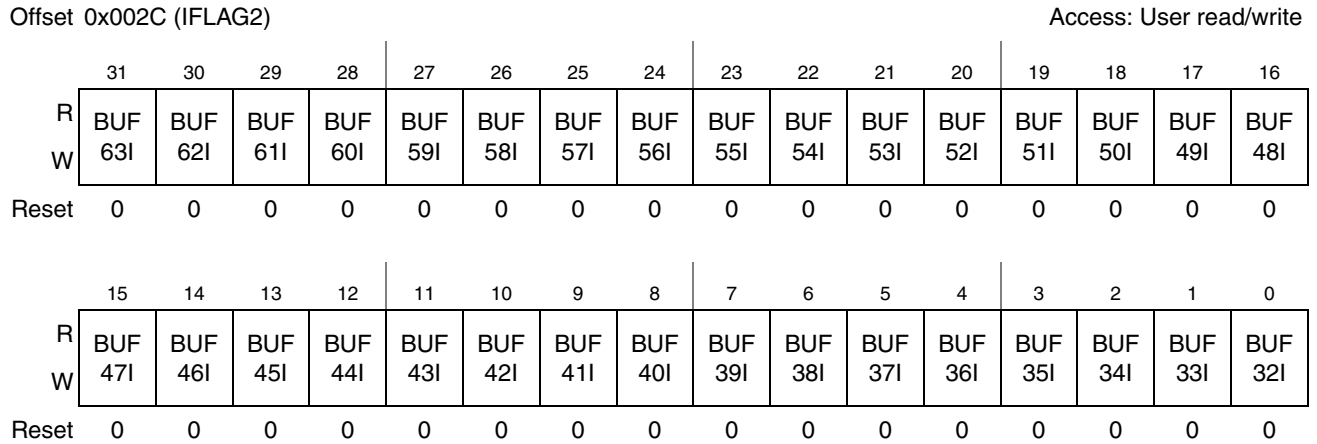 Offset 0x002C (IFLAG2) Access: User read/write
31 30 29 28 27 26 25 24 23 22 21 20 19 18 17 16
R BUF BUF BUF BUF BUF BUF BUF BUF BUF BUF BUF BUF BUF BUF BUF BUF
W 63I 62I 61I 60I 59I 58I 57I 56I 55I 54I 53I 52I 51I 50I 49I 48I
Reset 0 0 0 0 0 0 0 0 0 0 0 0 0 0 0 0
15 14 13 12 11 10 9 8 7 6 5 4 3 2 1 0
R BUF BUF BUF BUF BUF BUF BUF BUF BUF BUF BUF BUF BUF BUF BUF BUF
W 47I 46I 45I 44I 43I 42I 41I 40I 39I 38I 37I 36I 35I 34I 33I 32I
Reset 0 0 0 0 0 0 0 0 0 0 0 0 0 0 0 0